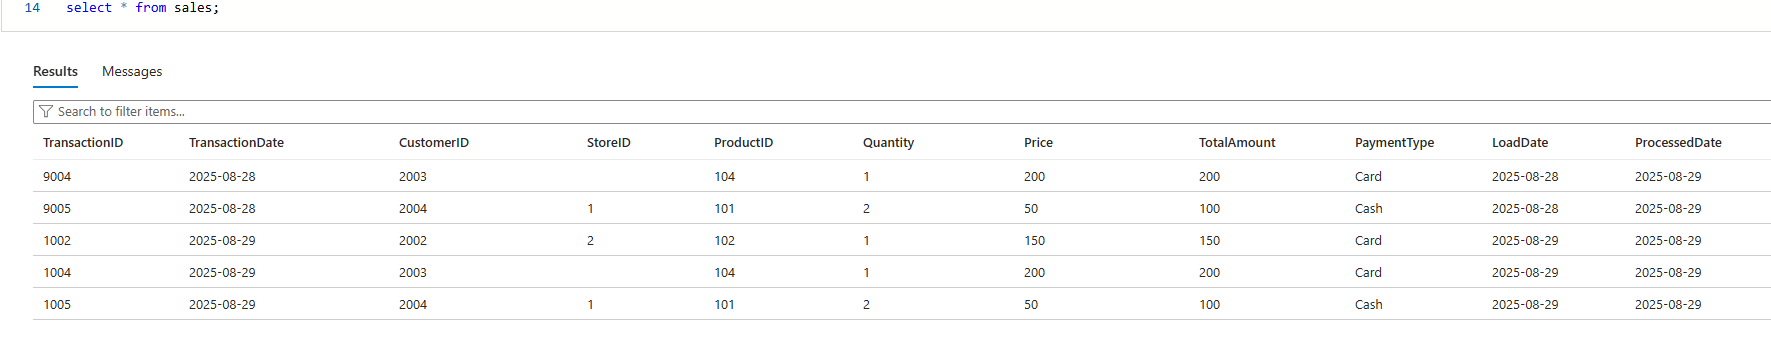 14 select * from sales;
Results Messages
Search to filter items...
TransactionID TransactionDate CustomerID StoreID ProductID Quantity Price TotalAmount PaymentType LoadDate ProcessedDate
9004 2025-08-28 2003 104 1 200 200 Card 2025-08-28 2025-08-29
9005 2025-08-28 2004 1 101 2 50 100 Cash 2025-08-28 2025-08-29
1002 2025-08-29 2002 2 102 1 150 150 Card 2025-08-29 2025-08-29
1004 2025-08-29 2003 104 1 200 200 Card 2025-08-29 2025-08-29
1005 2025-08-29 2004 1 101 2 50 100 Cash 2025-08-29 2025-08-29